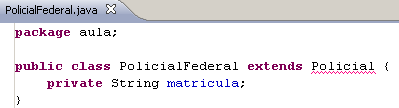 PolicialFederal.java
package aula;
public class PolicialFederal extends Policial {
    private String matricula;
}